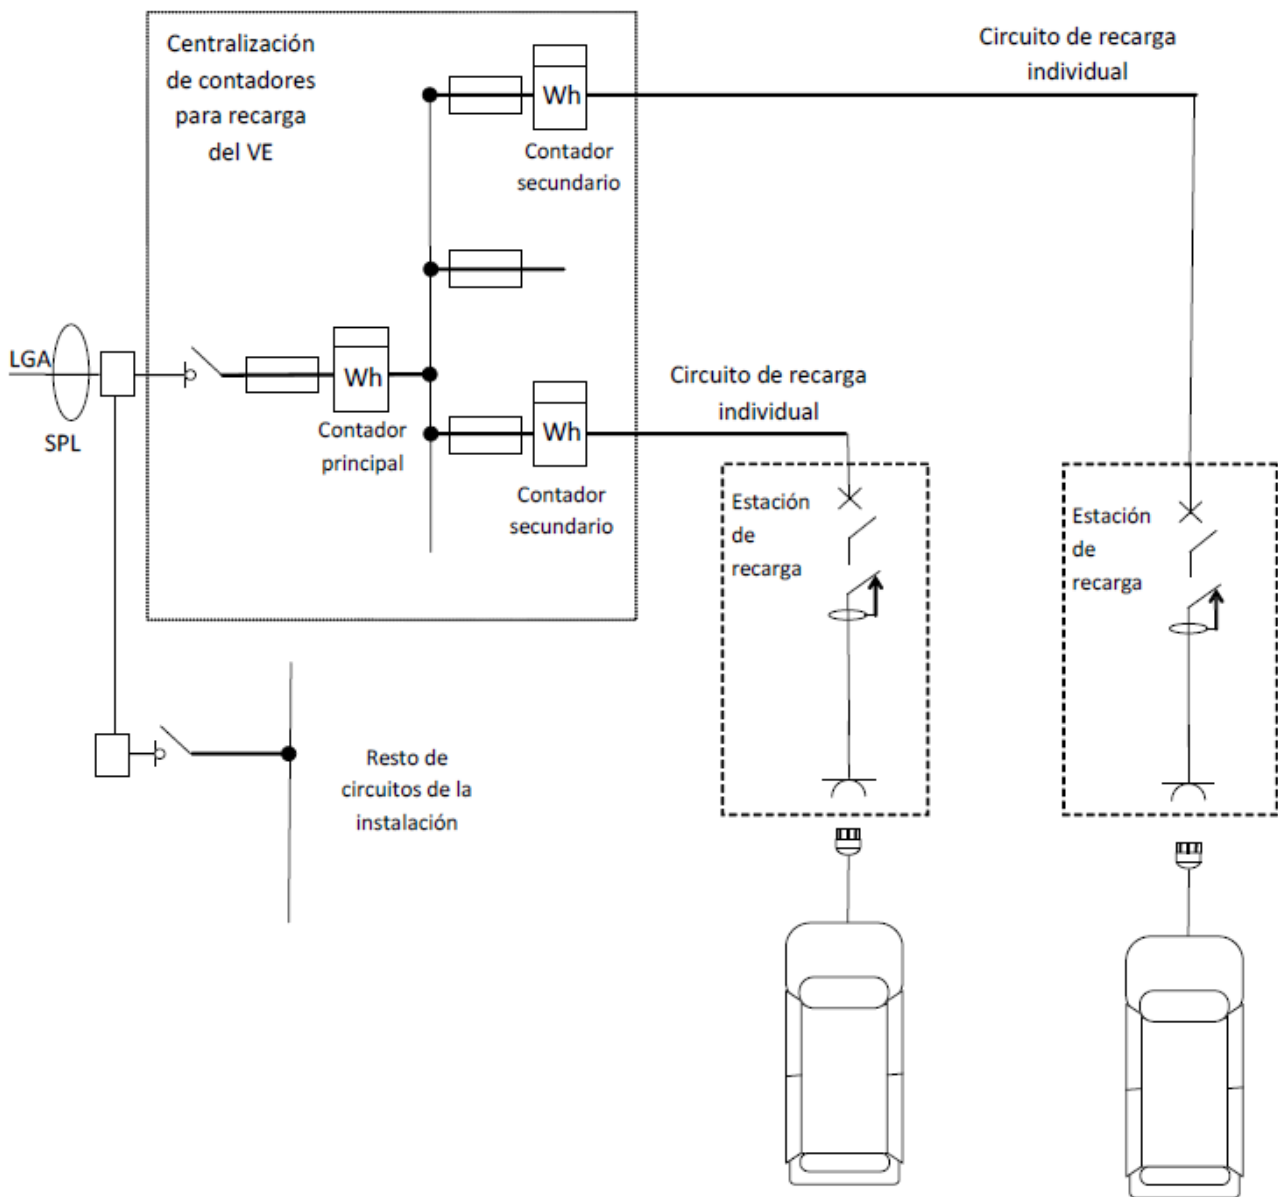 Centralización
de contadores
para recarga
del VE
Wh
Contador
secundario
Circuito de recarga
individual
LGA
SPL
Wh
Contador
principal
Wh
Contador
secundario
Circuito de recarga
individual
Estación
de
recarga
Estación
de
recarga
Resto de
circuitos de la
instalación